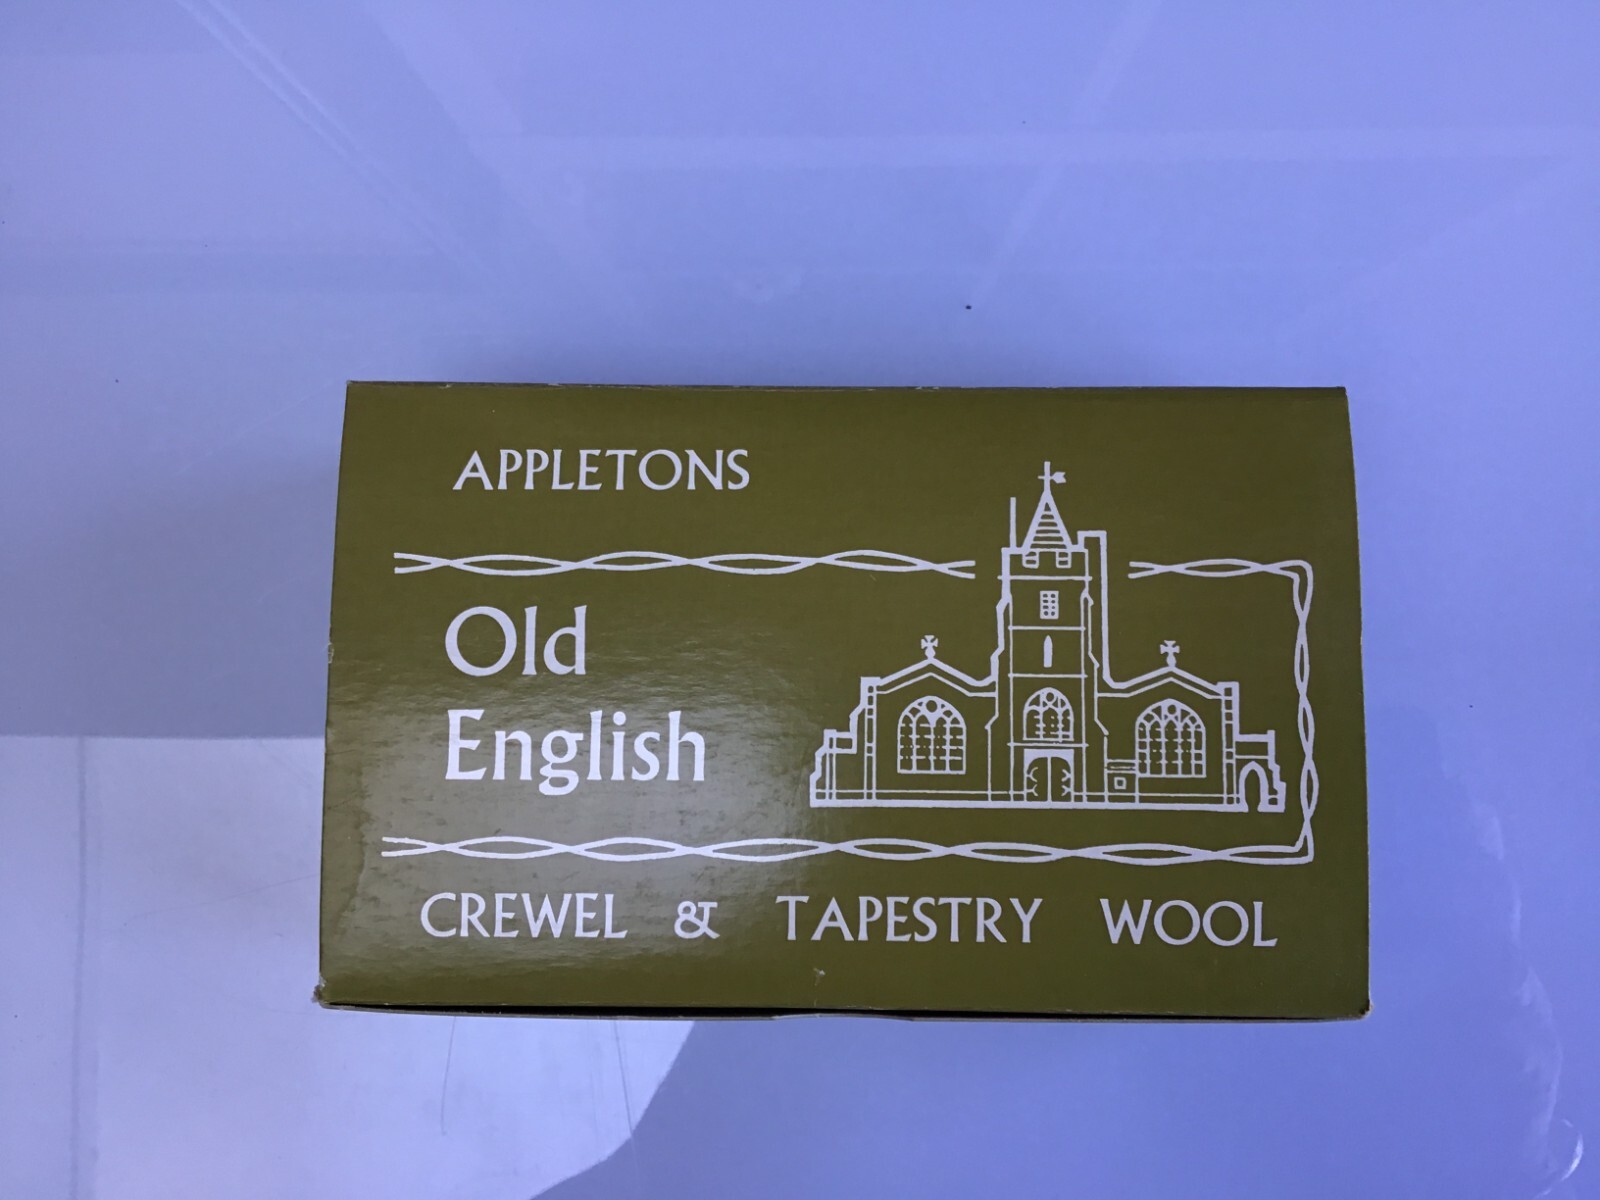 APPLETONS
Old
English
CREWEL & TAPESTRY WOOL